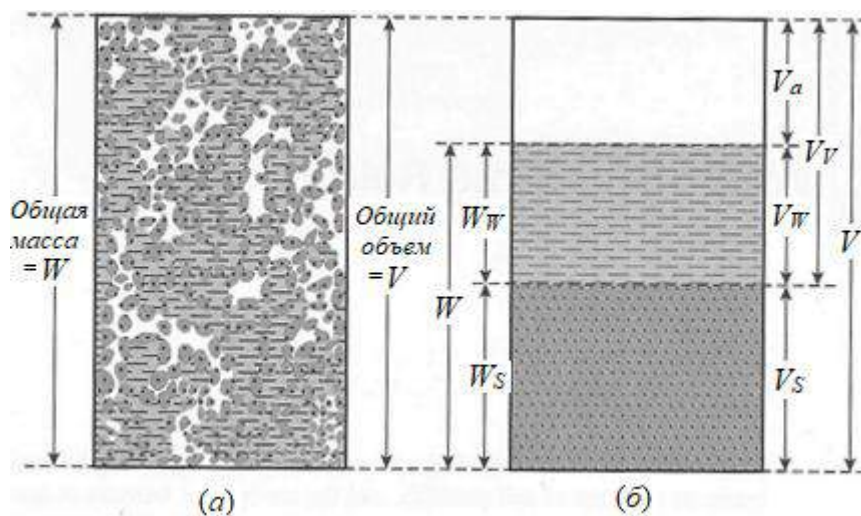 Общая
масса
= W
Общий
объем
= V
W
W_W
W_S
V_a
V_V
V_W
V_S
V
(а)
(б)